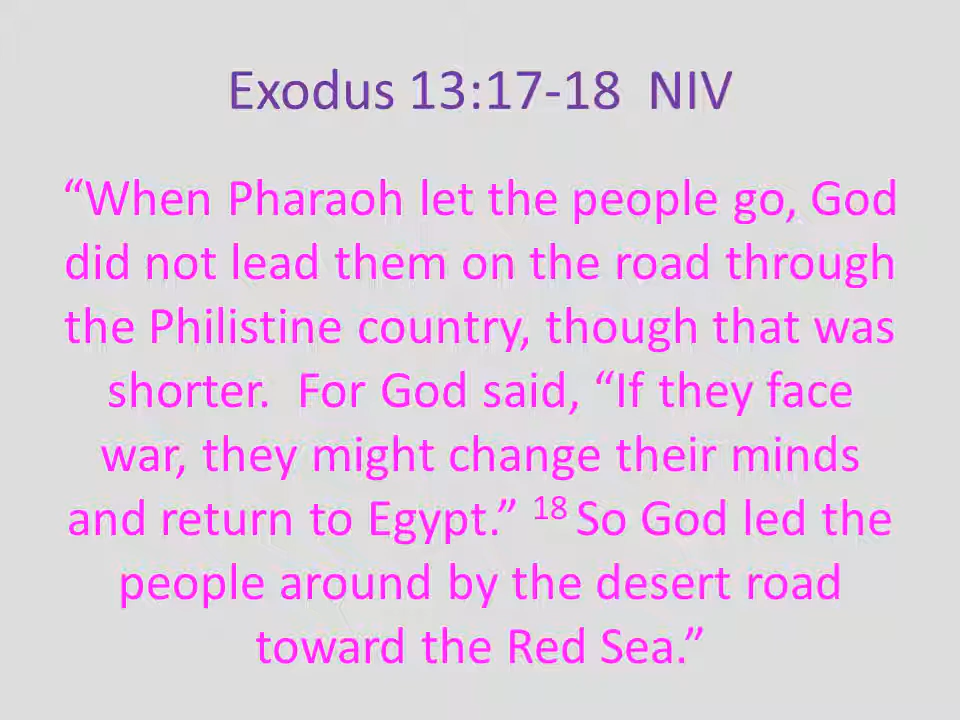 Exodus 13:17-18  NIV
“When Pharaoh let the people go, God
did not lead them on the road through
the Philistine country, though that was
shorter.  For God said, “If they face
war, they might change their minds
and return to Egypt.” 18 So God led the
people around by the desert road
toward the Red Sea.”